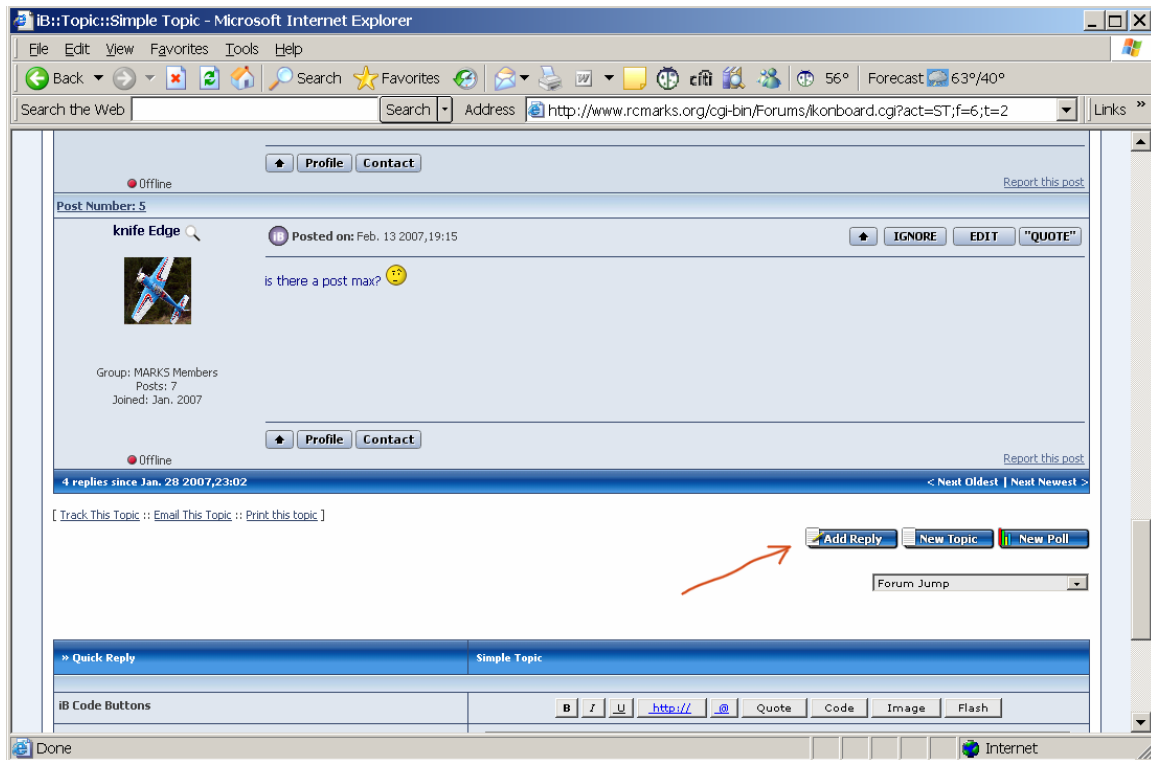 iB::Topic::Simple Topic - Microsoft Internet Explorer
File Edit View Favorites Tools Help
Back Search Favorites citi 56° Forecast 63°/40°
Search the Web Search Address http://www.rcmarks.org/cgi-bin/Forums/ikonboard.cgi?act=ST;f=6;t=2 Links »
Profile Contact
Offline Report this post
Post Number: 5
knife Edge iB Posted on: Feb. 13 2007,19:15 IGNORE EDIT "QUOTE"
is there a post max?
Group: MARKS Members
Posts: 7
Joined: Jan. 2007
Profile Contact
Offline Report this post
4 replies since Jan. 28 2007,23:02 < Next Oldest | Next Newest >
[ Track This Topic :: Email This Topic :: Print this topic ]
Add Reply New Topic New Poll
Forum Jump
» Quick Reply Simple Topic
iB Code Buttons B I U http:// @ Quote Code Image Flash
Done Internet